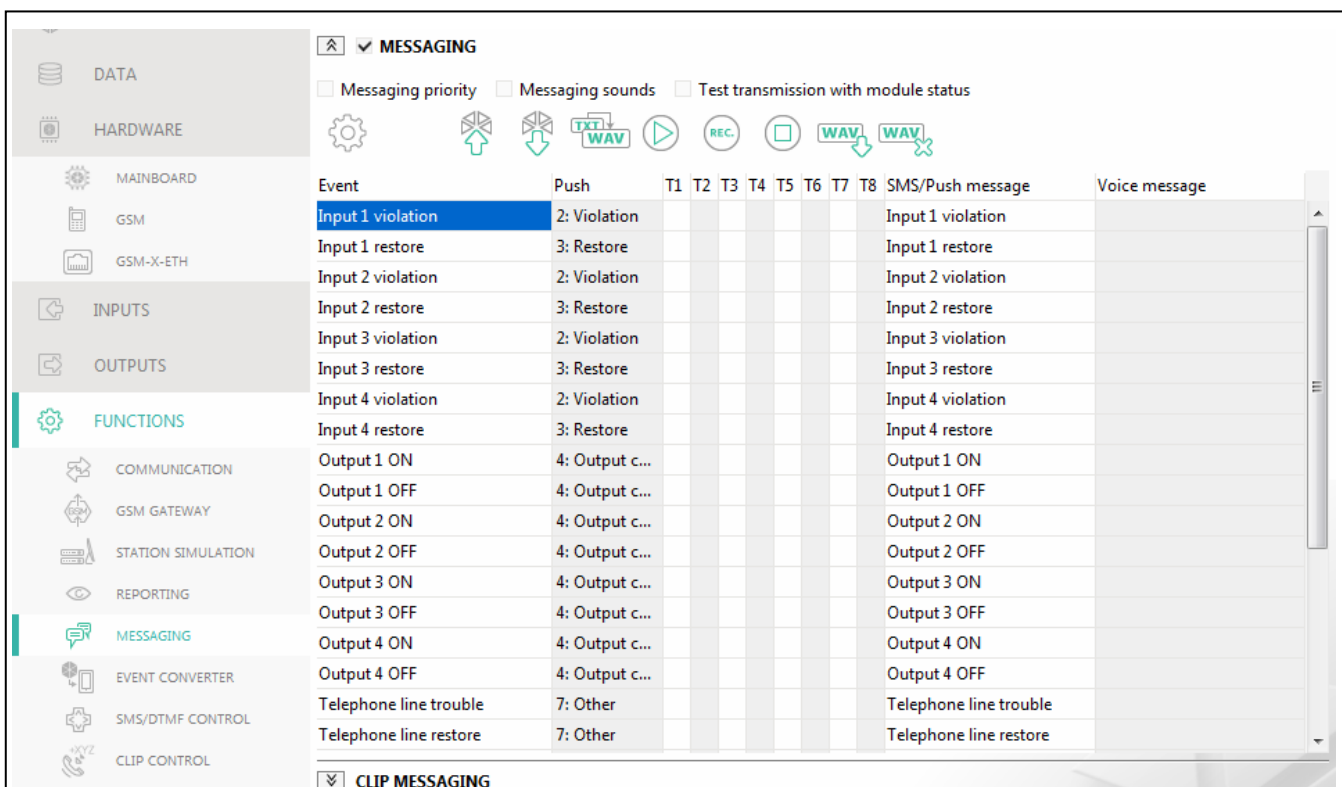 DATA
HARDWARE
MAINBOARD
GSM
GSM-X-ETH
INPUTS
OUTPUTS
FUNCTIONS
COMMUNICATION
GSM GATEWAY
STATION SIMULATION
REPORTING
MESSAGING
EVENT CONVERTER
SMS/DTMF CONTROL
CLIP CONTROL
MESSAGING
Messaging priority Messaging sounds Test transmission with module status
TXT WAV REC. WAV WAV
Event Push T1 T2 T3 T4 T5 T6 T7 T8 SMS/Push message Voice message
Input 1 violation 2: Violation Input 1 violation
Input 1 restore 3: Restore Input 1 restore
Input 2 violation 2: Violation Input 2 violation
Input 2 restore 3: Restore Input 2 restore
Input 3 violation 2: Violation Input 3 violation
Input 3 restore 3: Restore Input 3 restore
Input 4 violation 2: Violation Input 4 violation
Input 4 restore 3: Restore Input 4 restore
Output 1 ON 4: Output c... Output 1 ON
Output 1 OFF 4: Output c... Output 1 OFF
Output 2 ON 4: Output c... Output 2 ON
Output 2 OFF 4: Output c... Output 2 OFF
Output 3 ON 4: Output c... Output 3 ON
Output 3 OFF 4: Output c... Output 3 OFF
Output 4 ON 4: Output c... Output 4 ON
Output 4 OFF 4: Output c... Output 4 OFF
Telephone line trouble 7: Other Telephone line trouble
Telephone line restore 7: Other Telephone line restore
CLIP MESSAGING